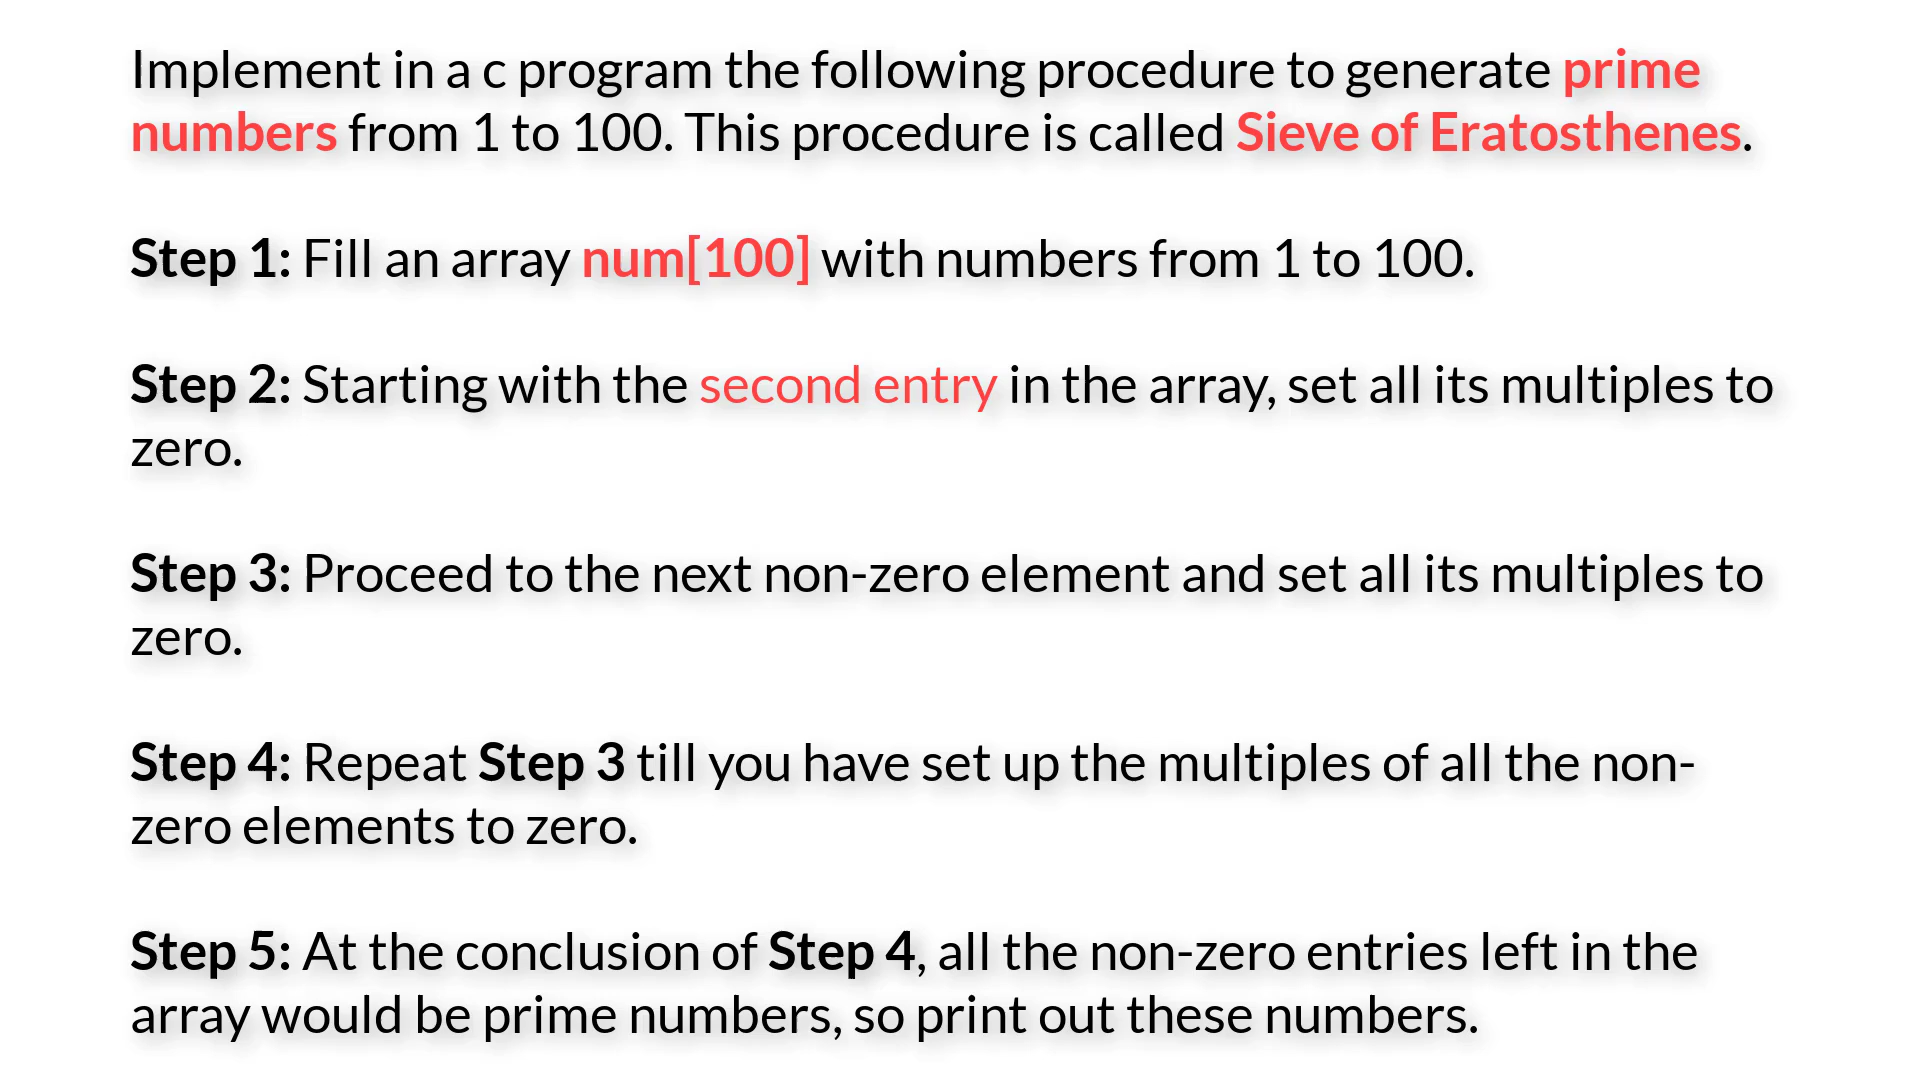 Implement in a c program the following procedure to generate prime
numbers from 1 to 100. This procedure is called Sieve of Eratosthenes.
Step 1: Fill an array num[100] with numbers from 1 to 100.
Step 2: Starting with the second entry in the array, set all its multiples to
zero.
Step 3: Proceed to the next non-zero element and set all its multiples to
zero.
Step 4: Repeat Step 3 till you have set up the multiples of all the non-
zero elements to zero.
Step 5: At the conclusion of Step 4, all the non-zero entries left in the
array would be prime numbers, so print out these numbers.